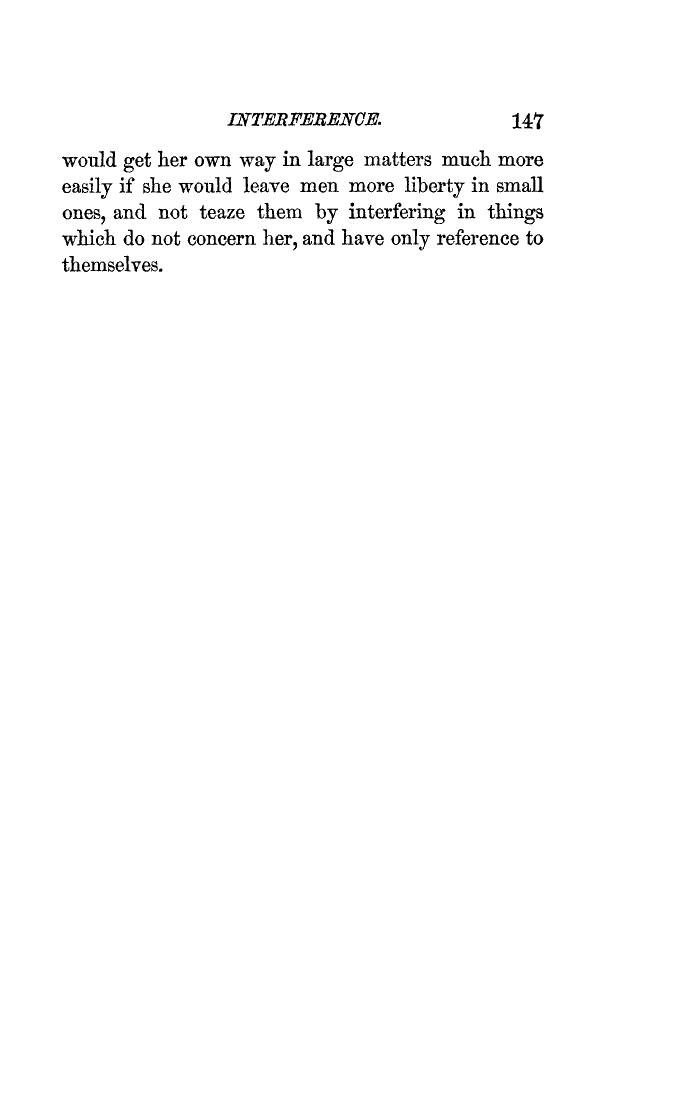 INTERFERENCE. 147
would get her own way in large matters much more
easily if she would leave men more liberty in small
ones, and not teaze them by interfering in things
which do not concern her, and have only reference to
themselves.